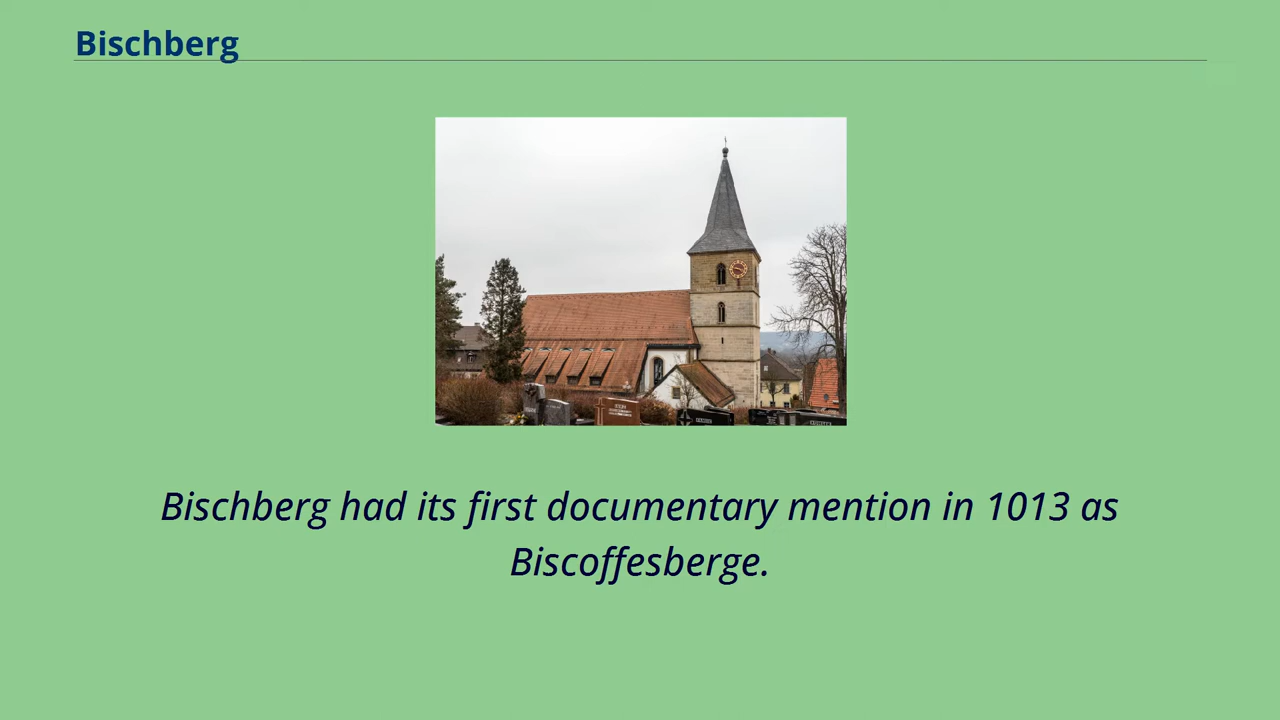 Bischberg
Bischberg had its first documentary mention in 1013 as
Biscoffesberge.